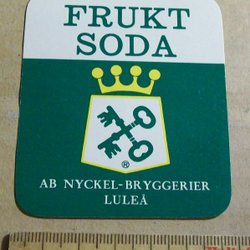 FRUKT
SODA
®
AB NYCKEL-BRYGGERIER
LULEÅ